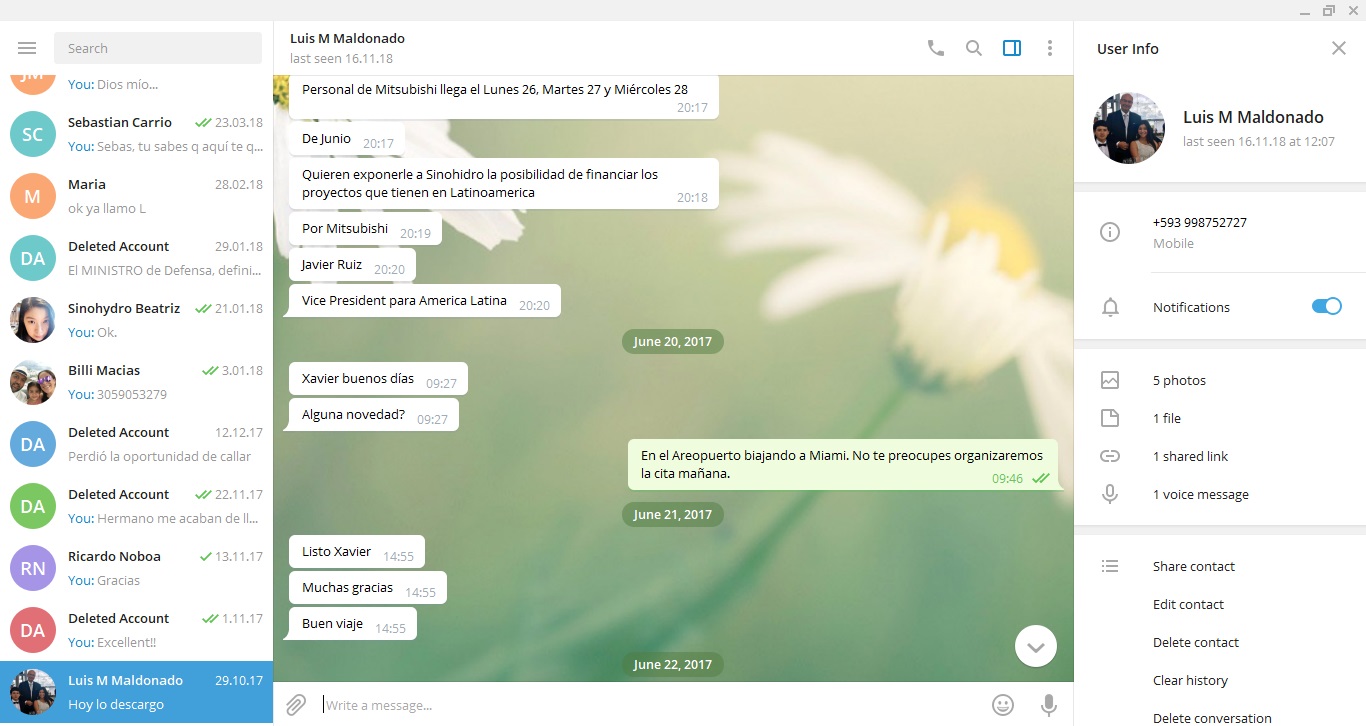 Search
JM
You: Dios mío...
SC
Sebastian Carrio 23.03.18
You: Sebas, tu sabes q aquí te q...
M
Maria 28.02.18
ok ya llamo L
DA
Deleted Account 29.01.18
El MINISTRO de Defensa, defini...
Sinohydro Beatriz 21.01.18
You: Ok.
Billi Macias 3.01.18
You: 3059053279
DA
Deleted Account 12.12.17
Perdió la oportunidad de callar
DA
Deleted Account 22.11.17
You: Hermano me acaban de ll...
RN
Ricardo Noboa 13.11.17
You: Gracias
DA
Deleted Account 1.11.17
You: Excellent!!
Luis M Maldonado 29.10.17
Hoy lo descargo
Luis M Maldonado
last seen 16.11.18
Personal de Mitsubishi llega el Lunes 26, Martes 27 y Miércoles 28
20:17
De Junio 20:17
Quieren exponerle a Sinohidro la posibilidad de financiar los
proyectos que tienen en Latinoamerica 20:18
Por Mitsubishi 20:19
Javier Ruiz 20:20
Vice President para America Latina 20:20
June 20, 2017
Xavier buenos días 09:27
Alguna novedad? 09:27
En el Areopuerto biajando a Miami. No te preocupes organizaremos
la cita mañana. 09:46
June 21, 2017
Listo Xavier 14:55
Muchas gracias 14:55
Buen viaje 14:55
June 22, 2017
Write a message...
User Info
Luis M Maldonado
last seen 16.11.18 at 12:07
+593 998752727
Mobile
Notifications
5 photos
1 file
1 shared link
1 voice message
Share contact
Edit contact
Delete contact
Clear history
Delete conversation